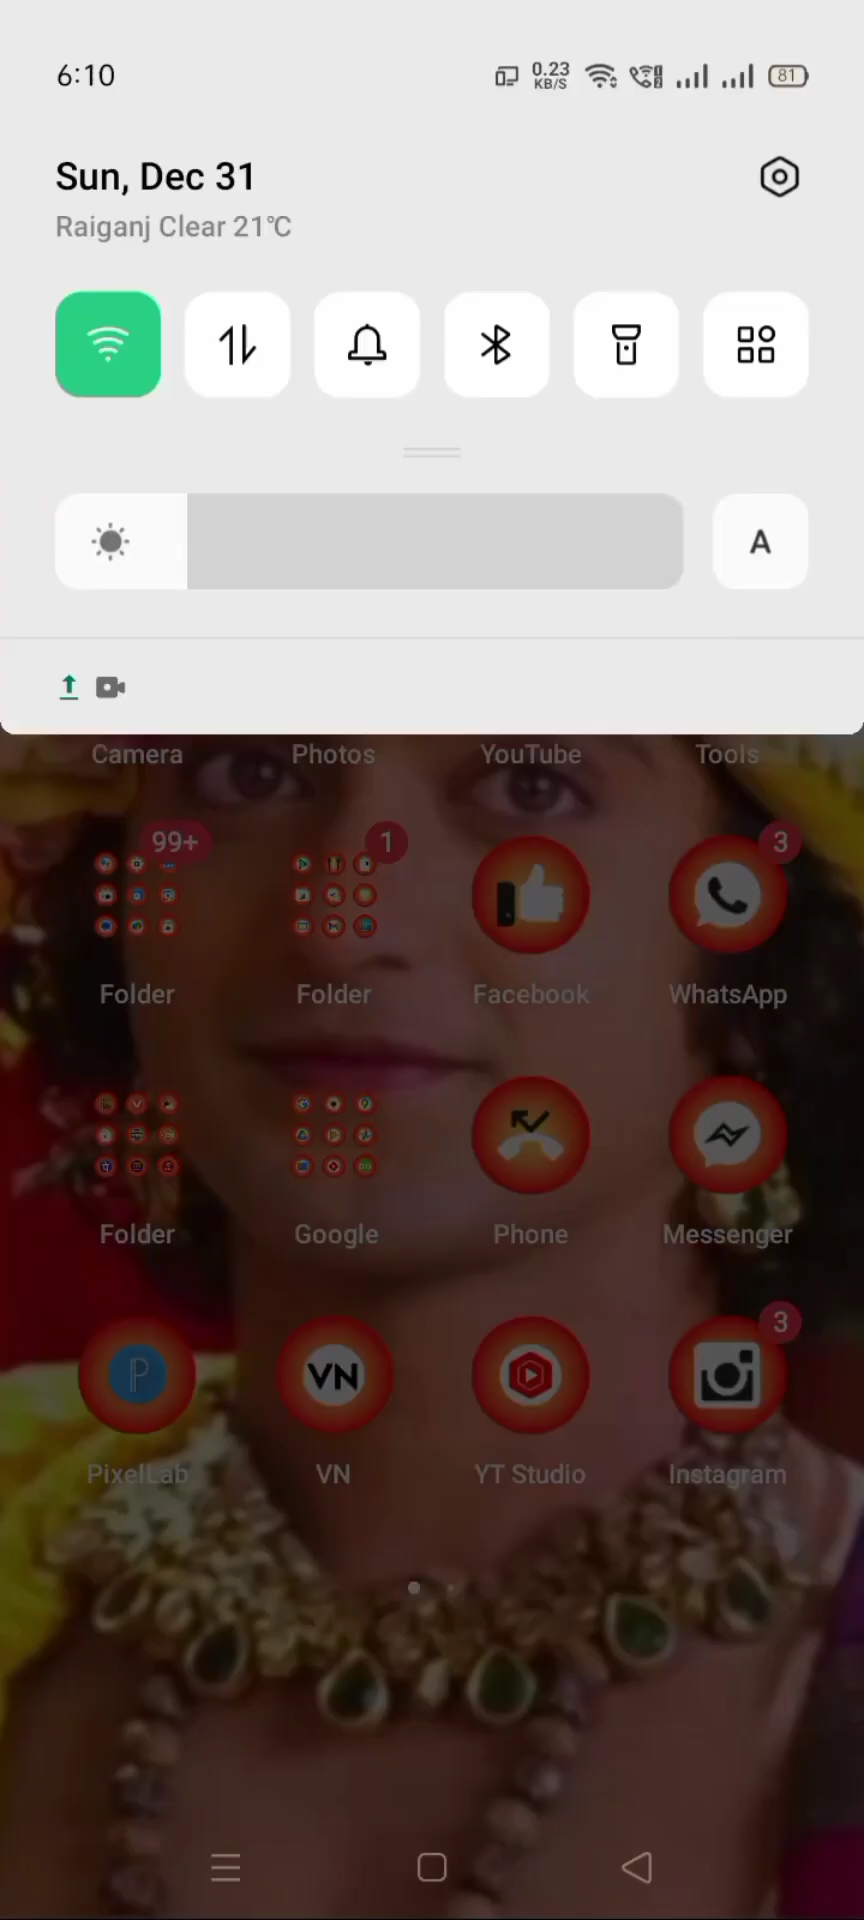 6:10
0.23
KB/S
81
Sun, Dec 31
Raiganj Clear 21℃
A
Camera Photos YouTube Tools
99+ 1 3
Folder Folder Facebook WhatsApp
Folder Google Phone Messenger
3
P VN
PixelLab VN YT Studio Instagram